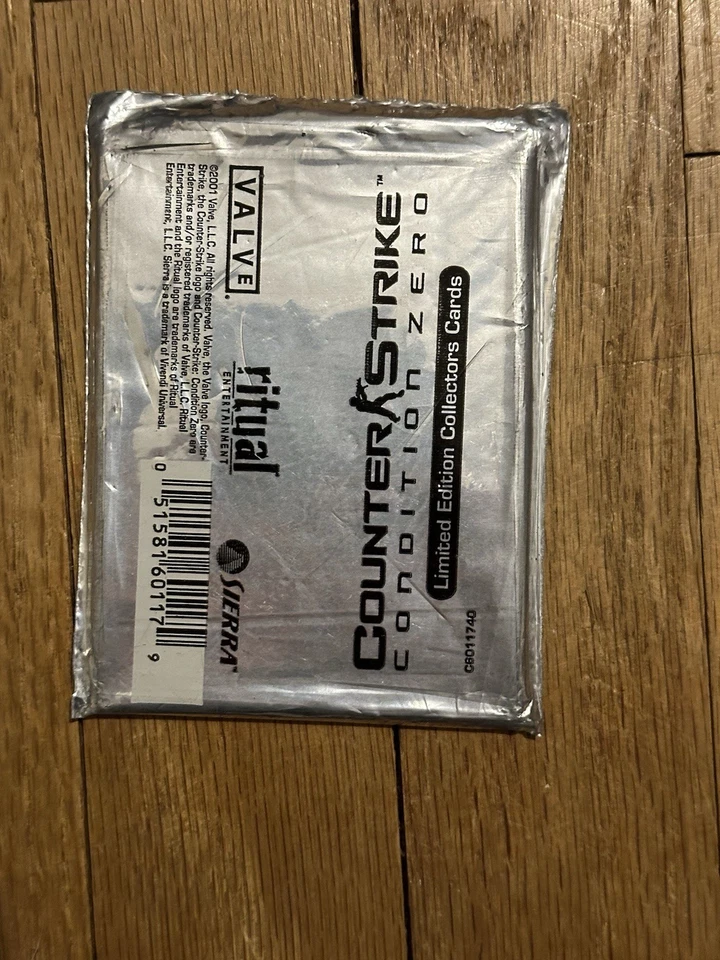 COUNTER STRIKE™
CONDITION ZERO
Limited Edition Collectors Cards
C8011740
VALVE
ritual
ENTERTAINMENT
SIERRA™
©2001 Valve, L.L.C. All rights reserved. Valve, the Valve logo, Counter-
Strike, the Counter-Strike logo and Counter-Strike: Condition Zero are
trademarks and/or registered trademarks of Valve, L.L.C. Ritual
Entertainment and the Ritual logo are trademarks of Ritual
Entertainment, L.L.C. Sierra is a trademark of Vivendi Universal.
0 51581 60117 9